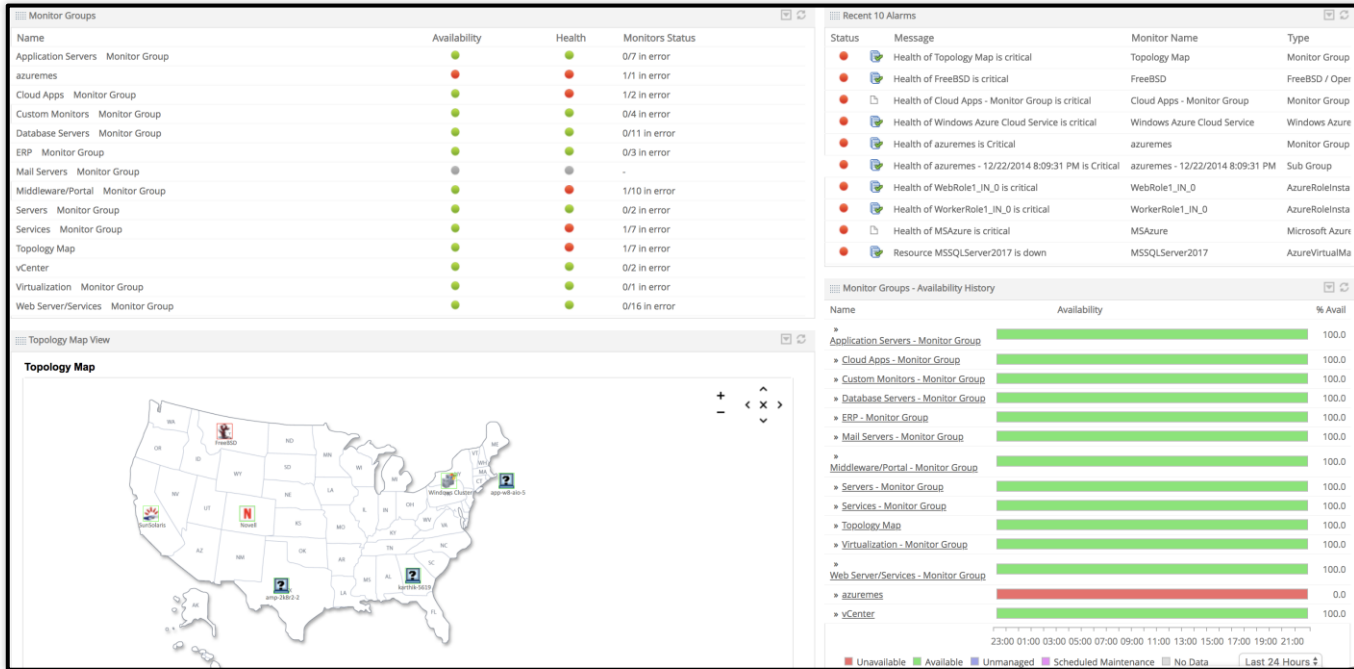 Monitor Groups
Name Availability Health Monitors Status
Application Servers Monitor Group 0/7 in error
azuremes 1/1 in error
Cloud Apps Monitor Group 1/2 in error
Custom Monitors Monitor Group 0/4 in error
Database Servers Monitor Group 0/11 in error
ERP Monitor Group 0/3 in error
Mail Servers Monitor Group -
Middleware/Portal Monitor Group 1/10 in error
Servers Monitor Group 0/2 in error
Services Monitor Group 1/7 in error
Topology Map 1/7 in error
vCenter 0/2 in error
Virtualization Monitor Group 0/1 in error
Web Server/Services Monitor Group 0/16 in error
Topology Map View
Topology Map
+
−
WA
OR
ID
ND
MN
SD
WI
WY
NV
UT
NE
LA
IL
IN
OH
MI
ME
VT
NH
MA
CT
KS
MO
KY
WV
VA
AZ
NM
OK
AR
TN
NC
SC
MS
AL
LA
FL
AK
FreeBSD
Windows Cluster
app-w8-aio-5
SunSolaris
Novell
amp-2k8r2-2
karthik-5619
Recent 10 Alarms
Status Message Monitor Name Type
Health of Topology Map is critical Topology Map Monitor Group
Health of FreeBSD is critical FreeBSD FreeBSD / Oper
Health of Cloud Apps - Monitor Group is critical Cloud Apps - Monitor Group Monitor Group
Health of Windows Azure Cloud Service is critical Windows Azure Cloud Service Windows Azure
Health of azuremes is Critical azuremes Monitor Group
Health of azuremes - 12/22/2014 8:09:31 PM is Critical azuremes - 12/22/2014 8:09:31 PM Sub Group
Health of WebRole1_IN_0 is critical WebRole1_IN_0 AzureRoleInsta
Health of WorkerRole1_IN_0 is critical WorkerRole1_IN_0 AzureRoleInsta
Health of MSAzure is critical MSAzure Microsoft Azure
Resource MSSQLServer2017 is down MSSQLServer2017 AzureVirtualMa
Monitor Groups - Availability History
Name Availability % Avail
»
Application Servers - Monitor Group 100.0
» Cloud Apps - Monitor Group 100.0
» Custom Monitors - Monitor Group 100.0
» Database Servers - Monitor Group 100.0
» ERP - Monitor Group 100.0
» Mail Servers - Monitor Group 100.0
»
Middleware/Portal - Monitor Group 100.0
» Servers - Monitor Group 100.0
» Services - Monitor Group 100.0
» Topology Map 100.0
» Virtualization - Monitor Group 100.0
»
Web Server/Services - Monitor Group 100.0
» azuremes 0.0
» vCenter 100.0
23:00 01:00 03:00 05:00 07:00 09:00 11:00 13:00 15:00 17:00 19:00 21:00
Unavailable Available Unmanaged Scheduled Maintenance No Data Last 24 Hours